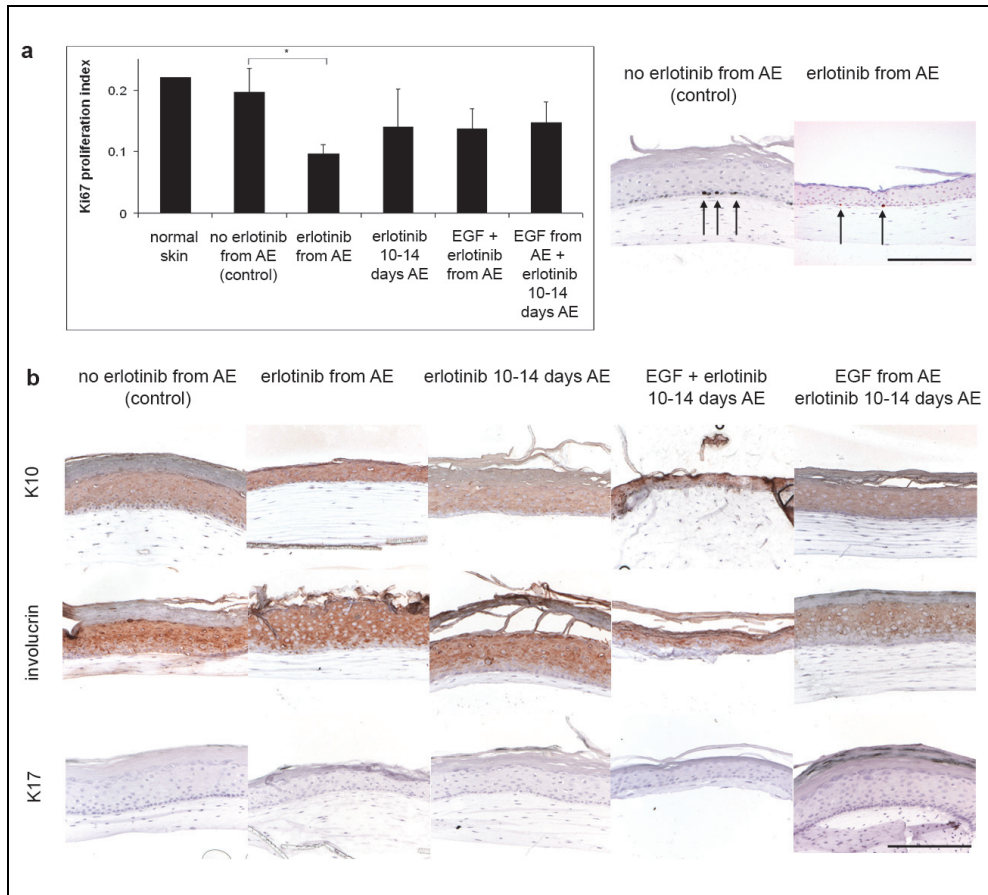 a
Ki67 proliferation index
0.2
0.1
0
*
normal
skin
no erlotinib
from AE
(control)
erlotinib
from AE
erlotinib
10-14
days AE
EGF +
erlotinib
from AE
EGF from
AE +
erlotinib
10-14
days AE
no erlotinib from AE
(control)
erlotinib from AE
b
no erlotinib from AE
(control)
erlotinib from AE
erlotinib 10-14 days AE
EGF + erlotinib
10-14 days AE
EGF from AE
erlotinib 10-14 days AE
K10
involucrin
K17